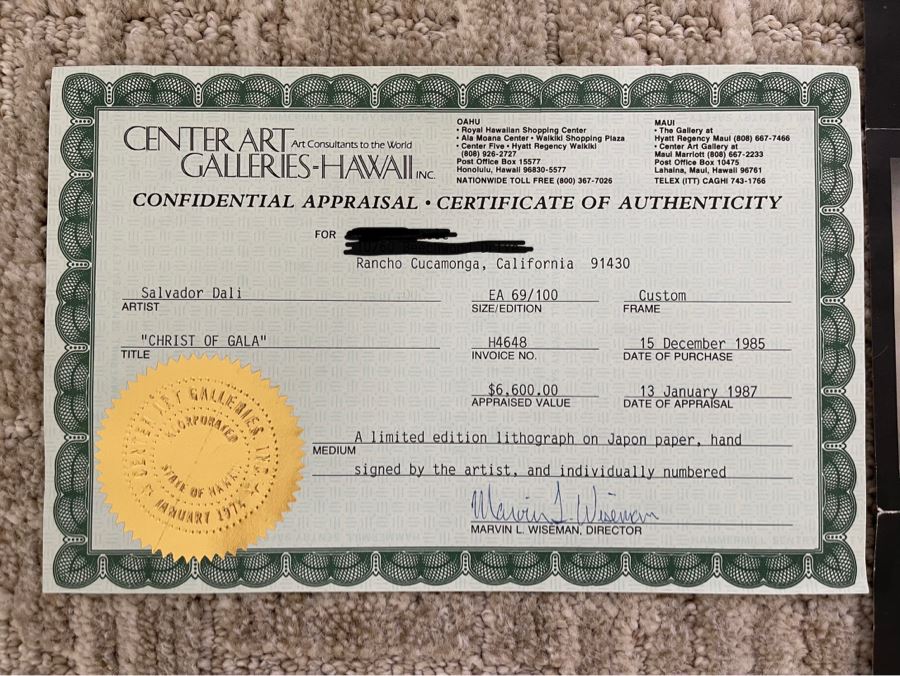 CENTER ART Art Consultants to the World
GALLERIES-HAWAII INC.
OAHU
• Royal Hawaiian Shopping Center
• Ala Moana Center • Waikiki Shopping Plaza
• Center Five • Hyatt Regency Waikiki
(808) 926-2727
Post Office Box 15577
Honolulu, Hawaii 96830-5577
NATIONWIDE TOLL FREE (800) 367-7026
MAUI
• The Gallery at
Hyatt Regency Maui (808) 667-7466
• Center Art Gallery at
Maui Marriott (808) 667-2233
Post Office Box 10475
Lahaina, Maui, Hawaii 96761
TELEX (ITT) CAGHI 743-1766
CONFIDENTIAL APPRAISAL • CERTIFICATE OF AUTHENTICITY
FOR
Rancho Cucamonga, California 91430
Salvador Dali EA 69/100 Custom
ARTIST SIZE/EDITION FRAME
"CHRIST OF GALA" H4648 15 December 1985
TITLE INVOICE NO. DATE OF PURCHASE
$6,600.00 13 January 1987
APPRAISED VALUE DATE OF APPRAISAL
A limited edition lithograph on Japon paper, hand
MEDIUM
signed by the artist, and individually numbered
Marvin L. Wiseman
MARVIN L. WISEMAN, DIRECTOR
CENTER ART GALLERIES INC.
INCORPORATED
STATE OF HAWAII
JANUARY
HAMMERMILL SENTRY